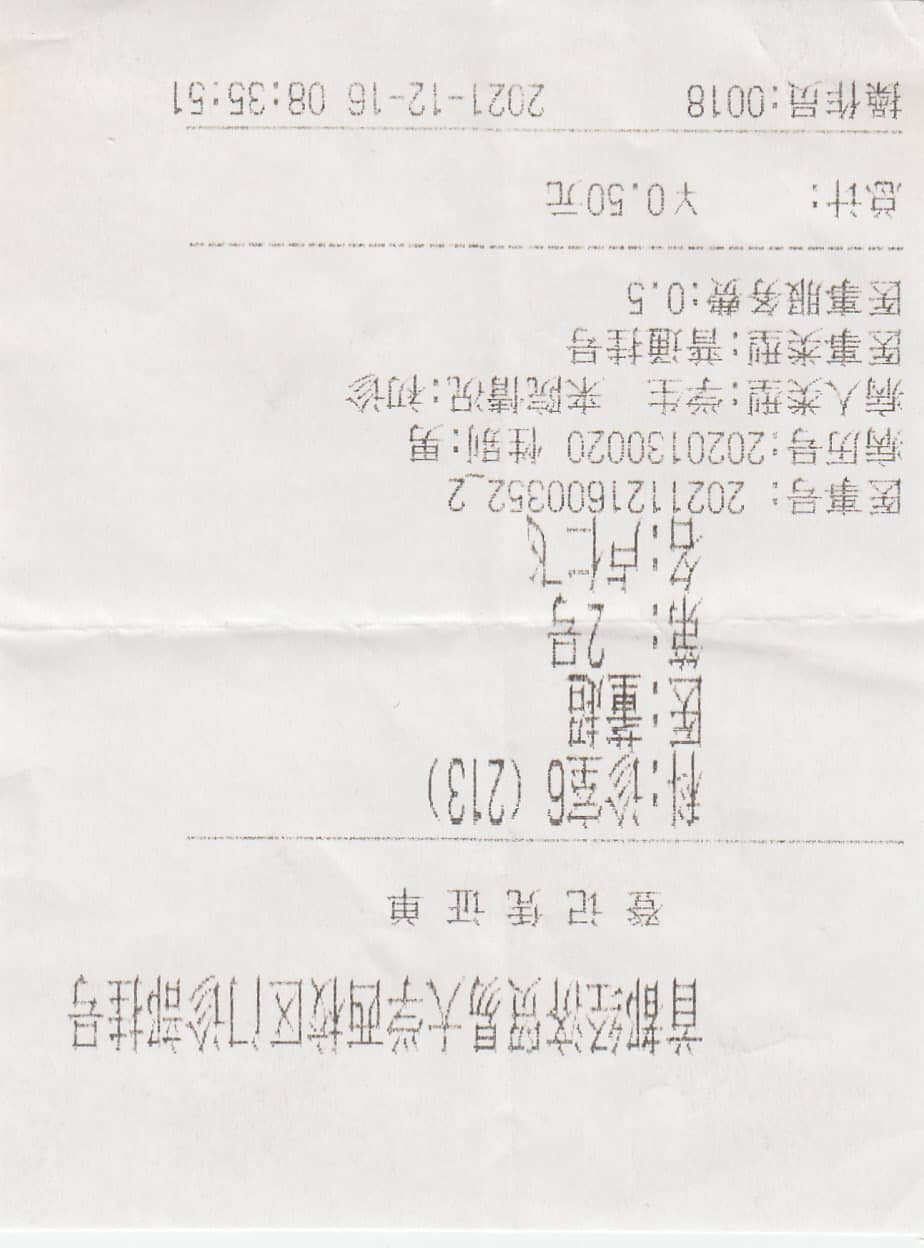 首都经济贸易大学西校区门诊部挂号
登记凭证单
科:诊室6(213)
医:董超
第: 2号
名:卢仁飞
医事号: 2021121600352_2
病历号:2020130020 性别:男
病人类型:学生 来院情况:初诊
医事类型:普通挂号
医事服务费:0.5
总计: ￥0.50元
操作员:0018 2021-12-16 08:35:51